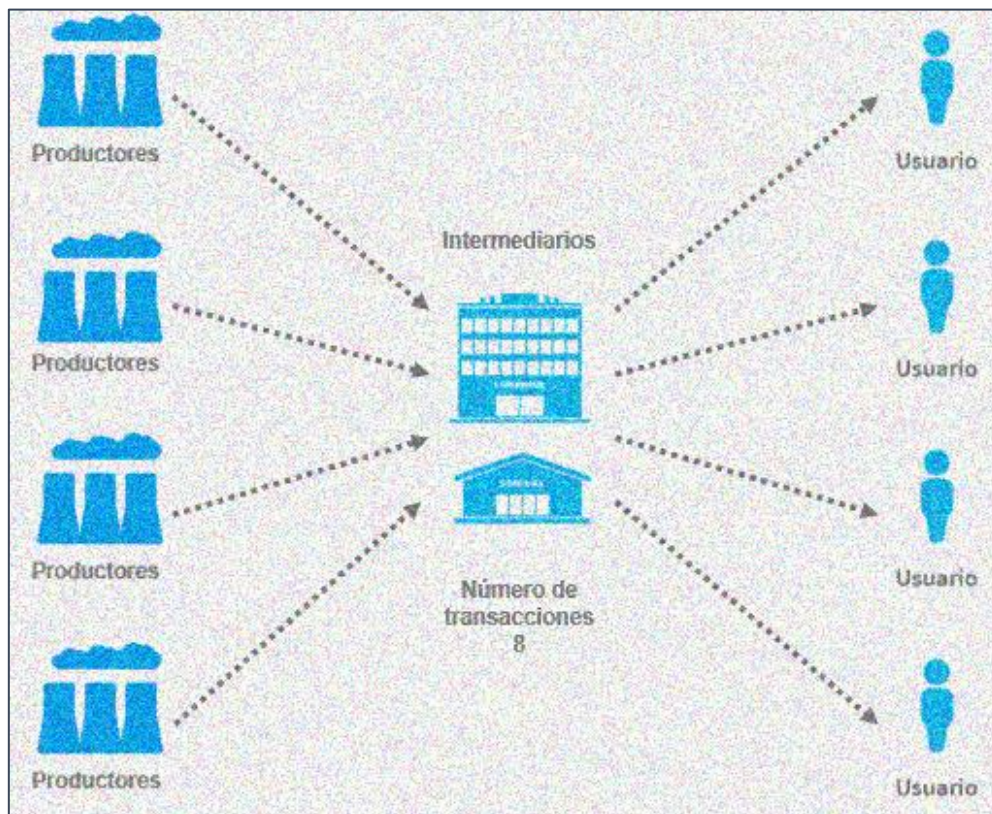 Productores
Usuario
Intermediarios
Productores
Usuario
Productores
Usuario
Número de
transacciones
8
Productores
Usuario